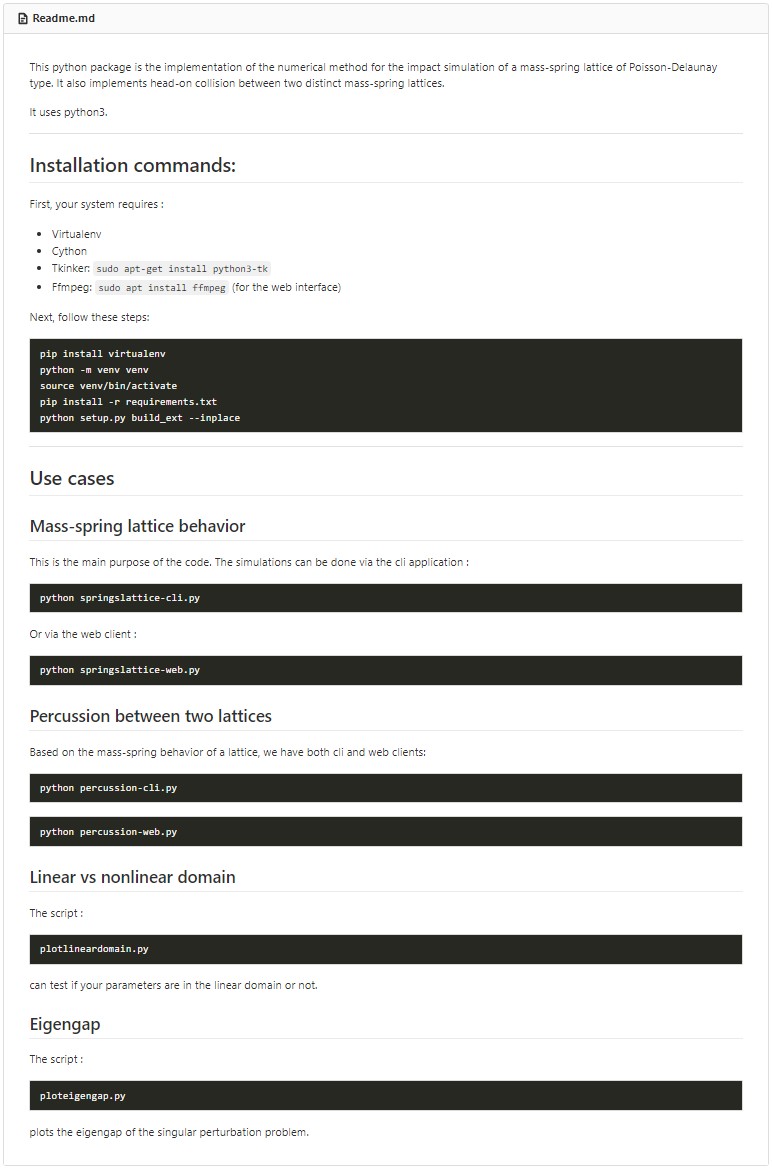 Readme.md
This python package is the implementation of the numerical method for the impact simulation of a mass-spring lattice of Poisson-Delaunay
type. It also implements head-on collision between two distinct mass-spring lattices.
It uses python3.
Installation commands:
First, your system requires :
• Virtualenv
• Cython
• Tkinker: sudo apt-get install python3-tk
• Ffmpeg: sudo apt install ffmpeg (for the web interface)
Next, follow these steps:
pip install virtualenv
python -m venv venv
source venv/bin/activate
pip install -r requirements.txt
python setup.py build_ext --inplace
Use cases
Mass-spring lattice behavior
This is the main purpose of the code. The simulations can be done via the cli application :
python springslattice-cli.py
Or via the web client :
python springslattice-web.py
Percussion between two lattices
Based on the mass-spring behavior of a lattice, we have both cli and web clients:
python percussion-cli.py
python percussion-web.py
Linear vs nonlinear domain
The script :
plotlineardomain.py
can test if your parameters are in the linear domain or not.
Eigengap
The script :
ploteigengap.py
plots the eigengap of the singular perturbation problem.